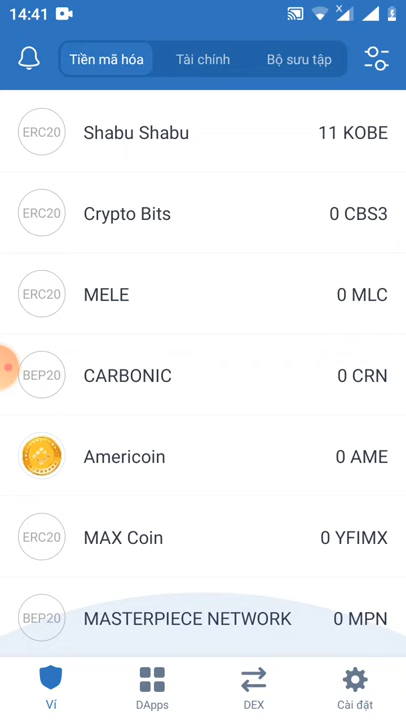 14:41
Tiền mã hóa Tài chính Bộ sưu tập
ERC20 Shabu Shabu 11 KOBE
ERC20 Crypto Bits 0 CBS3
ERC20 MELE 0 MLC
BEP20 CARBONIC 0 CRN
Americoin 0 AME
ERC20 MAX Coin 0 YFIMX
BEP20 MASTERPIECE NETWORK 0 MPN
Ví DApps DEX Cài đặt